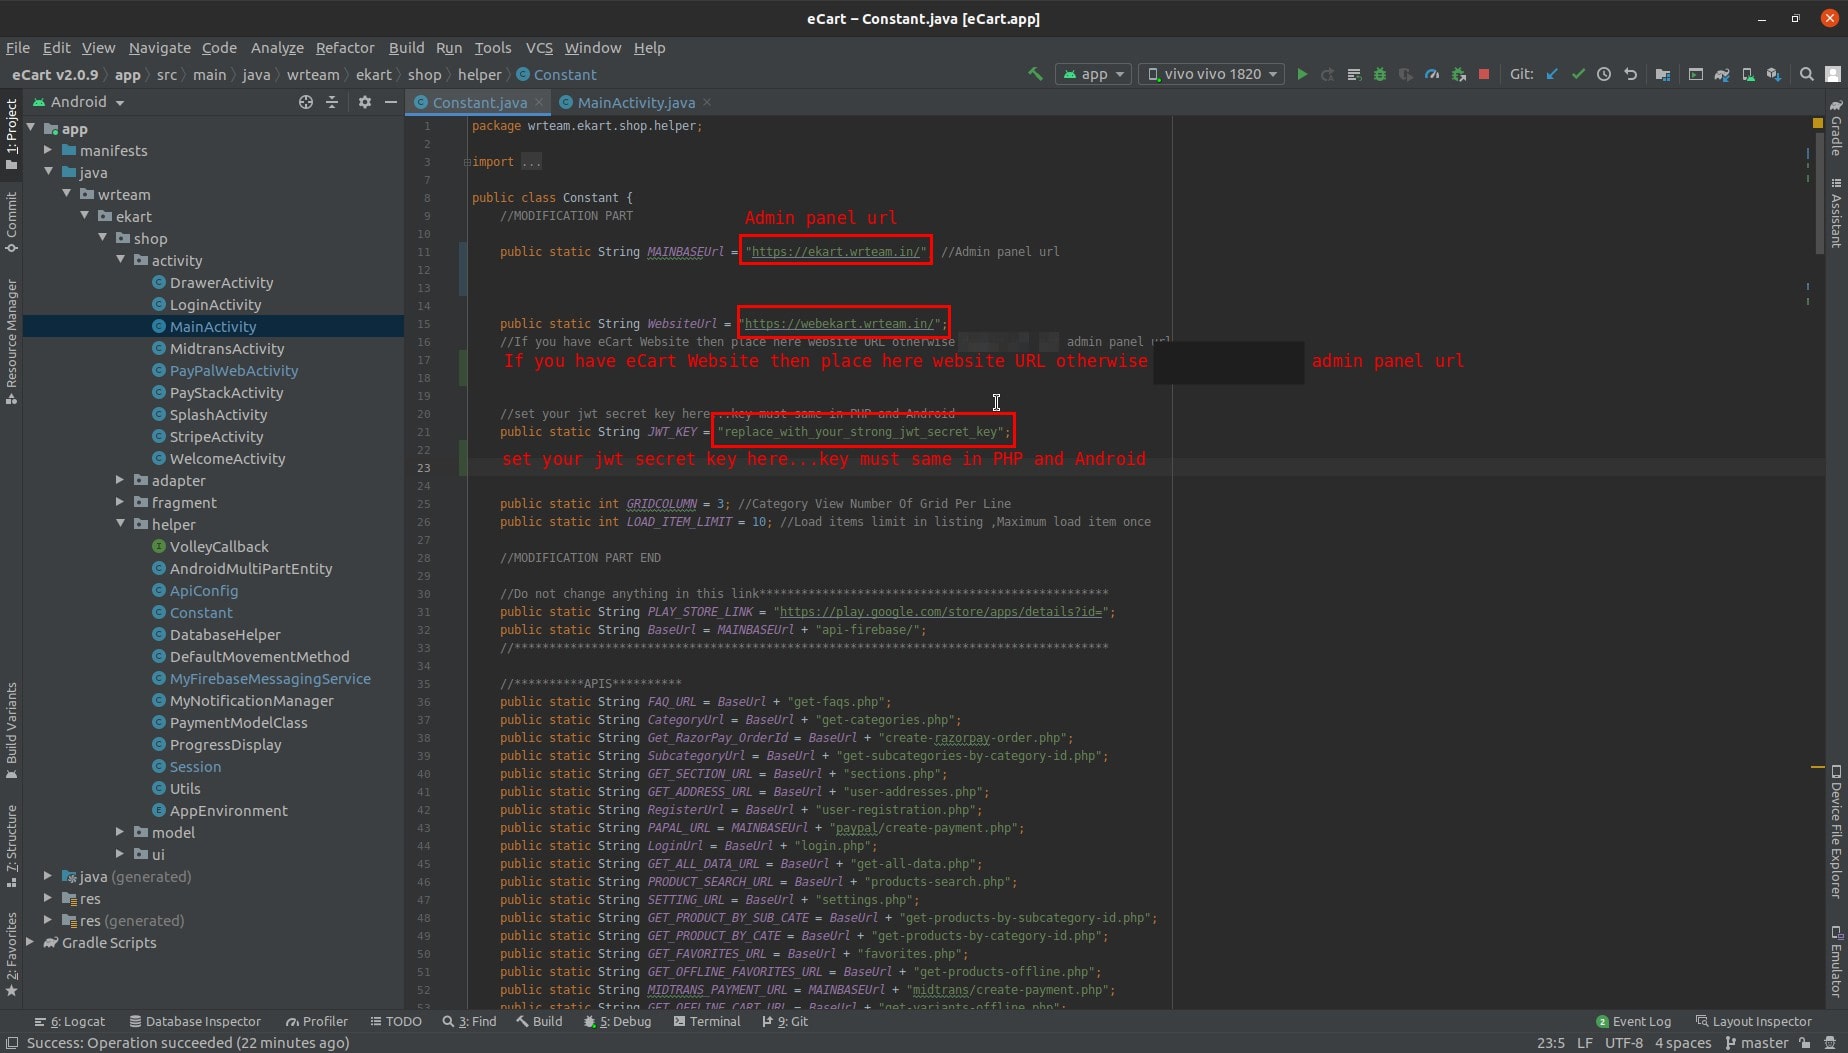 eCart – Constant.java [eCart.app]
File Edit View Navigate Code Analyze Refactor Build Run Tools VCS Window Help
eCart v2.0.9 app src main java wrteam ekart shop helper Constant
app vivo vivo 1820 Git:
Android
Constant.java MainActivity.java
1: Project
Commit
Resource Manager
Build Variants
7: Structure
2: Favorites
app
manifests
java
wrteam
ekart
shop
activity
DrawerActivity
LoginActivity
MainActivity
MidtransActivity
PayPalWebActivity
PayStackActivity
SplashActivity
StripeActivity
WelcomeActivity
adapter
fragment
helper
VolleyCallback
AndroidMultiPartEntity
ApiConfig
Constant
DatabaseHelper
DefaultMovementMethod
MyFirebaseMessagingService
MyNotificationManager
PaymentModelClass
ProgressDisplay
Session
Utils
AppEnvironment
model
ui
java (generated)
res
res (generated)
Gradle Scripts
1 package wrteam.ekart.shop.helper;
2
3 import ...
7
8 public class Constant {
9 //MODIFICATION PART
Admin panel url
10
11 public static String MAINBASEUrl = "https://ekart.wrteam.in/" //Admin panel url
12
13
14
15 public static String WebsiteUrl = "https://webekart.wrteam.in/";
16 //If you have eCart Website then place here website URL otherwise admin panel url
17 If you have eCart Website then place here website URL otherwise admin panel url
18
19
20 //set your jwt secret key here...key must same in PHP and Android
21 public static String JWT_KEY = "replace_with_your_strong_jwt_secret_key";
22
set your jwt secret key here...key must same in PHP and Android
23
24
25 public static int GRIDCOLUMN = 3; //Category View Number Of Grid Per Line
26 public static int LOAD_ITEM_LIMIT = 10; //Load items limit in listing ,Maximum load item once
27
28 //MODIFICATION PART END
29
30 //Do not change anything in this link**************************************************
31 public static String PLAY_STORE_LINK = "https://play.google.com/store/apps/details?id=";
32 public static String BaseUrl = MAINBASEUrl + "api-firebase/";
33 //*************************************************************************************
34
35 //**********APIS**********
36 public static String FAQ_URL = BaseUrl + "get-faqs.php";
37 public static String CategoryUrl = BaseUrl + "get-categories.php";
38 public static String Get_RazorPay_OrderId = BaseUrl + "create-razorpay-order.php";
39 public static String SubcategoryUrl = BaseUrl + "get-subcategories-by-category-id.php";
40 public static String GET_SECTION_URL = BaseUrl + "sections.php";
41 public static String GET_ADDRESS_URL = BaseUrl + "user-addresses.php";
42 public static String RegisterUrl = BaseUrl + "user-registration.php";
43 public static String PAPAL_URL = MAINBASEUrl + "paypal/create-payment.php";
44 public static String LoginUrl = BaseUrl + "login.php";
45 public static String GET_ALL_DATA_URL = BaseUrl + "get-all-data.php";
46 public static String PRODUCT_SEARCH_URL = BaseUrl + "products-search.php";
47 public static String SETTING_URL = BaseUrl + "settings.php";
48 public static String GET_PRODUCT_BY_SUB_CATE = BaseUrl + "get-products-by-subcategory-id.php";
49 public static String GET_PRODUCT_BY_CATE = BaseUrl + "get-products-by-category-id.php";
50 public static String GET_FAVORITES_URL = BaseUrl + "favorites.php";
51 public static String GET_OFFLINE_FAVORITES_URL = BaseUrl + "get-products-offline.php";
52 public static String MIDTRANS_PAYMENT_URL = MAINBASEUrl + "midtrans/create-payment.php";
53 public static String GET_OFFLINE_CART_URL = BaseUrl + "get-variants-offline.php";
Gradle
Assistant
Device File Explorer
Emulator
6: Logcat Database Inspector Profiler TODO 3: Find Build 5: Debug Terminal 9: Git 2 Event Log Layout Inspector
Success: Operation succeeded (22 minutes ago) 23:5 LF UTF-8 4 spaces master